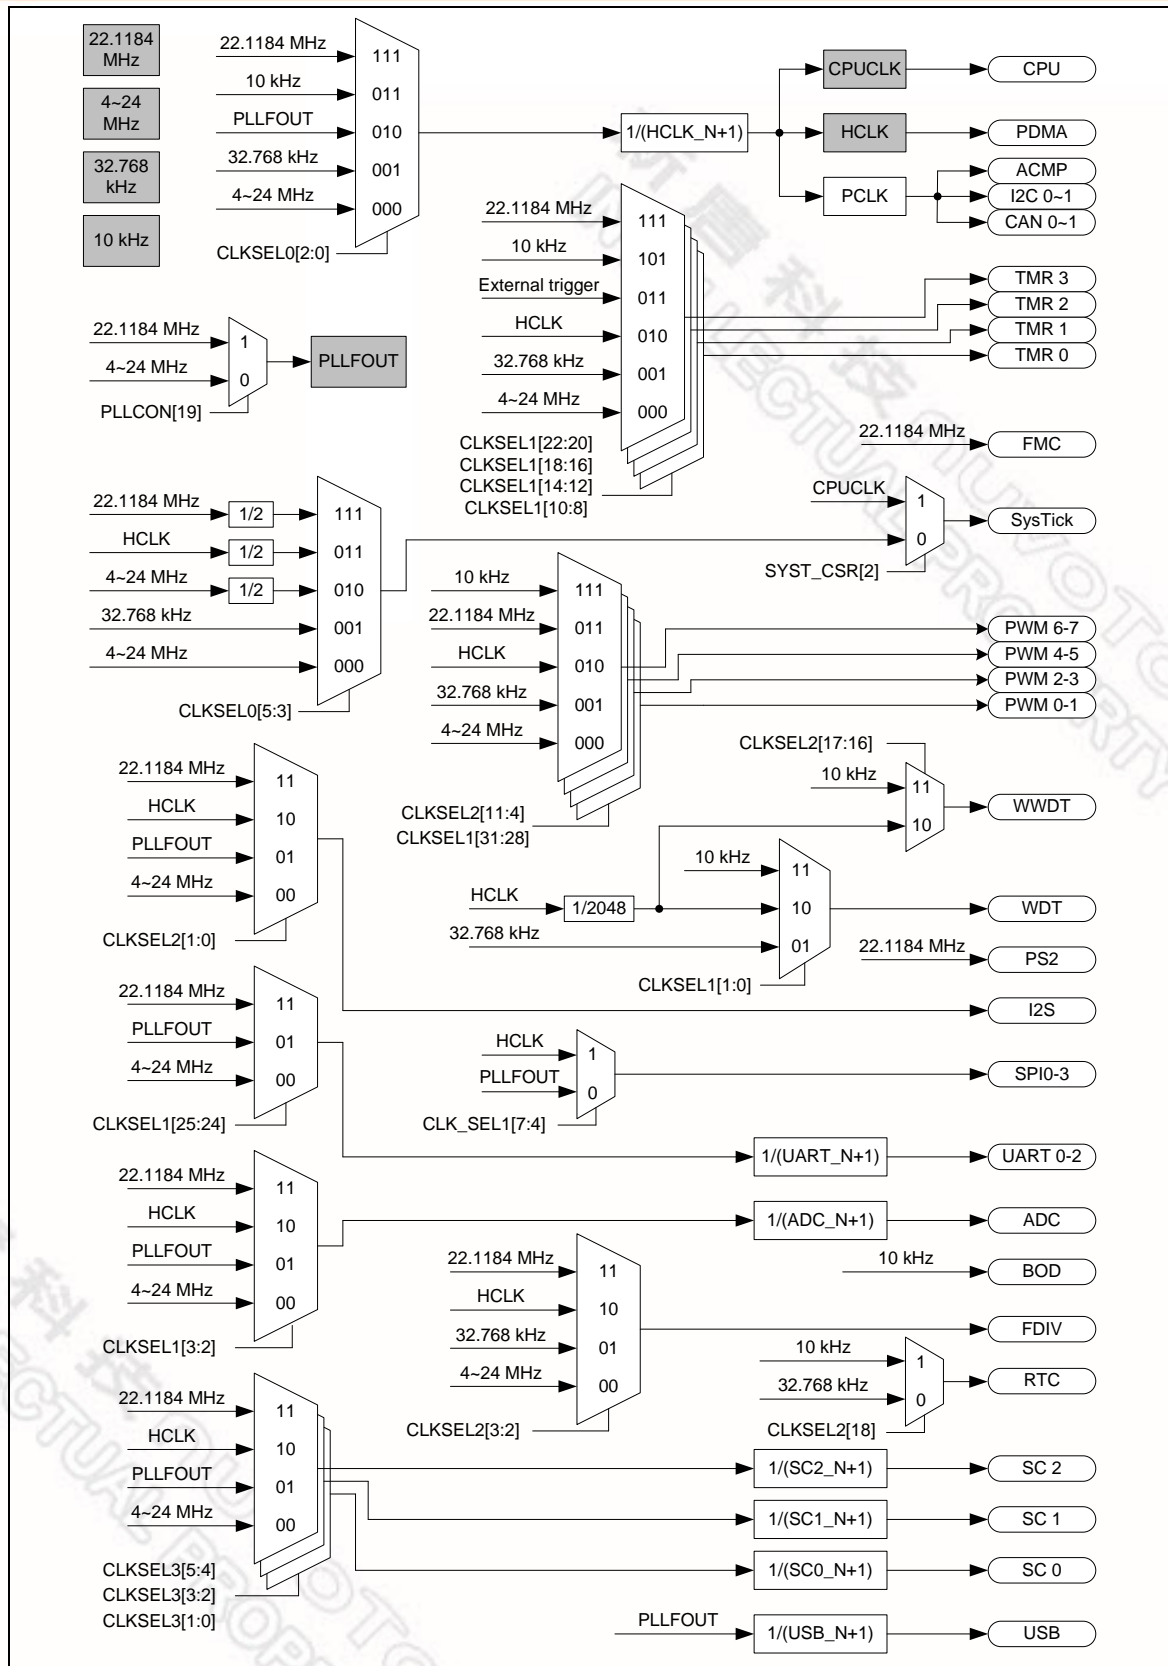 22.1184
MHz
4~24
MHz
32.768
kHz
10 kHz
22.1184 MHz
10 kHz
PLLFOUT
32.768 kHz
4~24 MHz
111
011
010
001
000
CLKSEL0[2:0]
1/(HCLK_N+1)
CPUCLK
HCLK
PCLK
CPU
PDMA
ACMP
I2C 0~1
CAN 0~1
22.1184 MHz
10 kHz
External trigger
HCLK
32.768 kHz
4~24 MHz
111
101
011
010
001
000
CLKSEL1[22:20]
CLKSEL1[18:16]
CLKSEL1[14:12]
CLKSEL1[10:8]
TMR 3
TMR 2
TMR 1
TMR 0
22.1184 MHz
4~24 MHz
1
0
PLLCON[19]
PLLFOUT
22.1184 MHz
FMC
22.1184 MHz
HCLK
4~24 MHz
32.768 kHz
4~24 MHz
1/2
1/2
1/2
111
011
010
001
000
CLKSEL0[5:3]
CPUCLK
1
0
SYST_CSR[2]
SysTick
10 kHz
22.1184 MHz
HCLK
32.768 kHz
4~24 MHz
111
011
010
001
000
CLKSEL2[11:4]
CLKSEL1[31:28]
PWM 6-7
PWM 4-5
PWM 2-3
PWM 0-1
CLKSEL2[17:16]
10 kHz
11
10
WWDT
22.1184 MHz
HCLK
PLLFOUT
4~24 MHz
11
10
01
00
CLKSEL2[1:0]
10 kHz
HCLK
1/2048
32.768 kHz
11
10
01
CLKSEL1[1:0]
WDT
22.1184 MHz
PS2
I2S
22.1184 MHz
PLLFOUT
4~24 MHz
11
01
00
CLKSEL1[25:24]
HCLK
PLLFOUT
1
0
CLK_SEL1[7:4]
SPI0-3
1/(UART_N+1)
UART 0-2
22.1184 MHz
HCLK
PLLFOUT
4~24 MHz
11
10
01
00
CLKSEL1[3:2]
1/(ADC_N+1)
ADC
10 kHz
BOD
22.1184 MHz
HCLK
32.768 kHz
4~24 MHz
11
10
01
00
CLKSEL2[3:2]
FDIV
10 kHz
32.768 kHz
1
0
CLKSEL2[18]
RTC
22.1184 MHz
HCLK
PLLFOUT
4~24 MHz
11
10
01
00
CLKSEL3[5:4]
CLKSEL3[3:2]
CLKSEL3[1:0]
1/(SC2_N+1)
SC 2
1/(SC1_N+1)
SC 1
1/(SC0_N+1)
SC 0
PLLFOUT
1/(USB_N+1)
USB